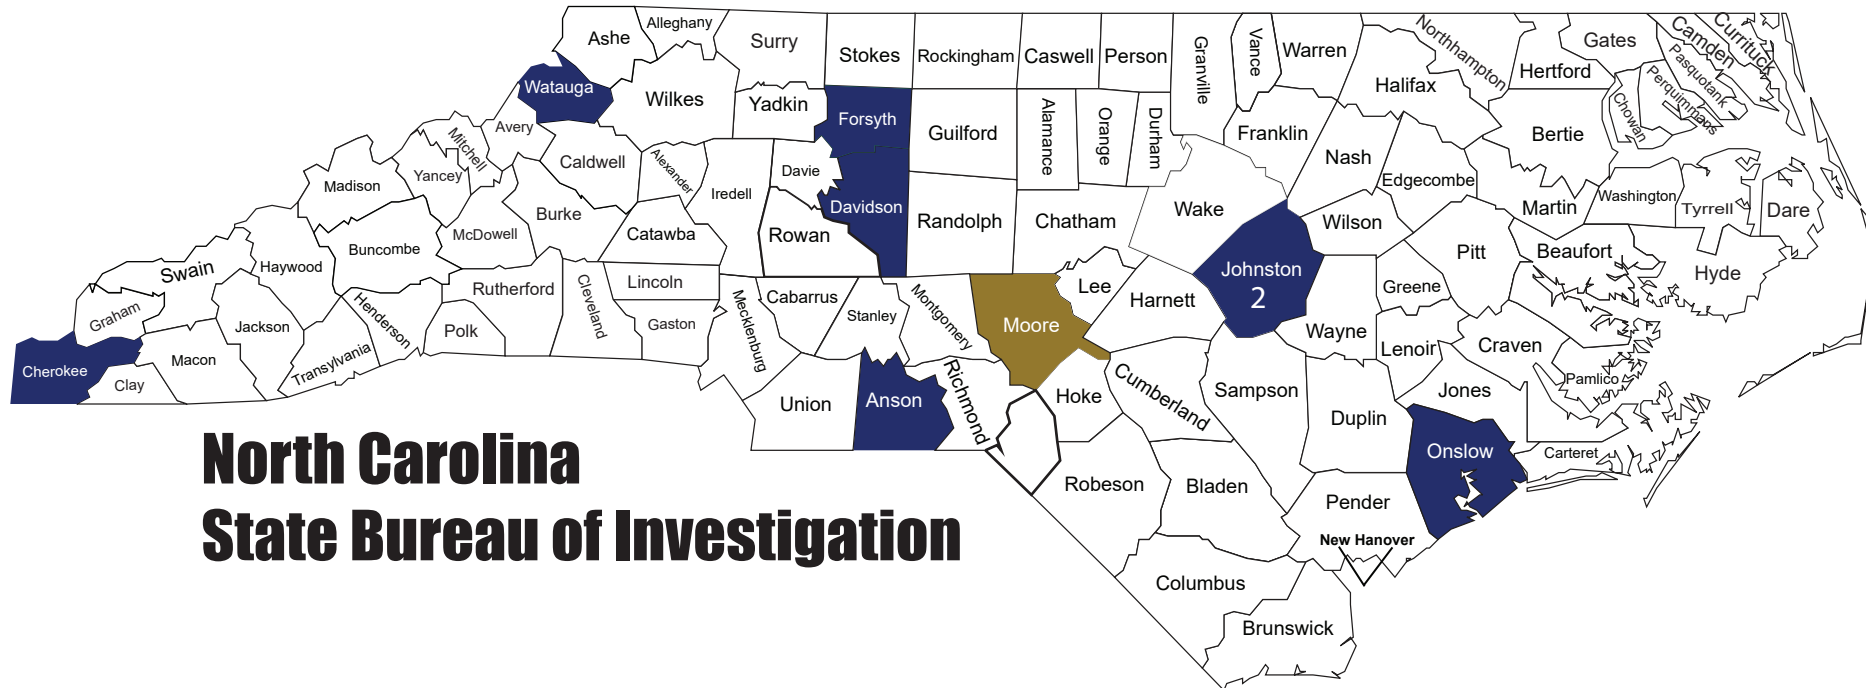 Alleghany
Ashe
Surry
Stokes
Rockingham
Caswell
Person
Granville
Vance
Warren
Northhampton
Gates
Camden
Currituck
Hertford
Halifax
Pasquotank
Perquimmans
Chowan
Watauga
Wilkes
Yadkin
Forsyth
Guilford
Alamance
Orange
Durham
Franklin
Bertie
Avery
Mitchell
Caldwell
Alexander
Davie
Nash
Edgecombe
Madison
Yancey
Iredell
Davidson
Randolph
Chatham
Wake
Wilson
Martin
Washington
Tyrrell
Dare
Burke
McDowell
Catawba
Rowan
Buncombe
Pitt
Beaufort
Swain
Haywood
Rutherford
Cleveland
Lincoln
Johnston
2
Lee
Harnett
Greene
Hyde
Graham
Jackson
Henderson
Polk
Gaston
Mecklenburg
Cabarrus
Stanley
Montgomery
Moore
Wayne
Lenoir
Craven
Cherokee
Clay
Macon
Transylvania
Union
Anson
Richmond
Hoke
Cumberland
Sampson
Duplin
Jones
Pamlico
North Carolina
State Bureau of Investigation
Robeson
Bladen
Pender
Onslow
Carteret
New Hanover
Columbus
Brunswick